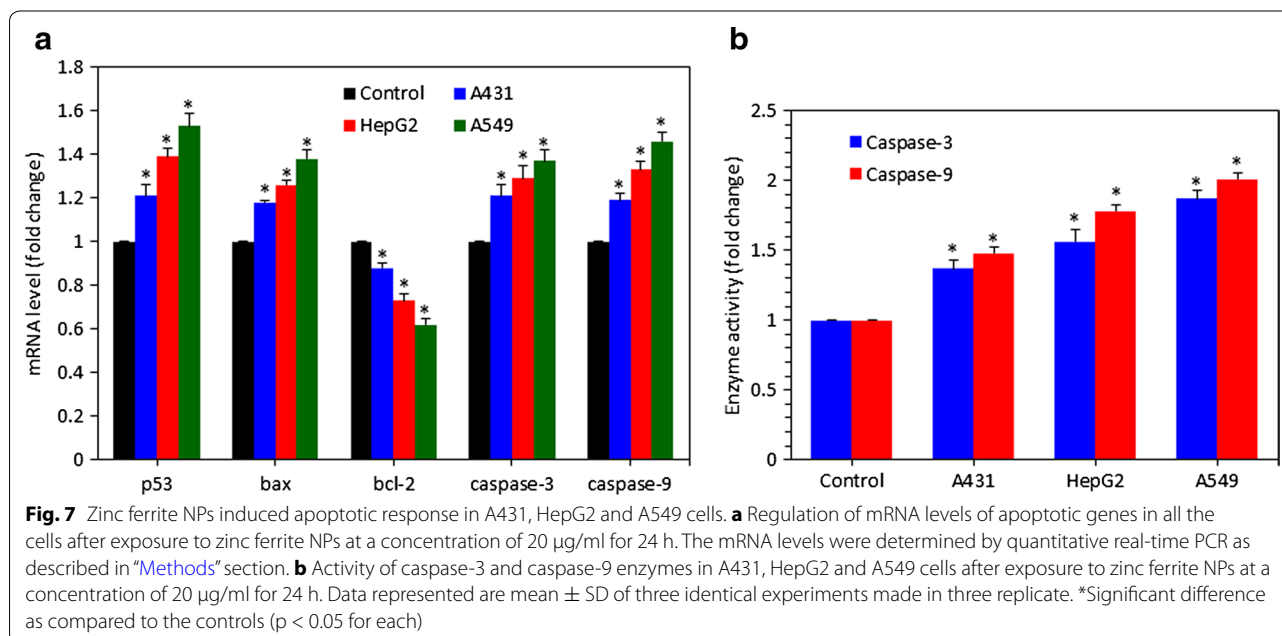 a
b
1.8
1.6
1.4
1.2
1
0.8
0.6
0.4
0.2
0
mRNA level (fold change)
Control
A431
HepG2
A549
* * * * * * * * * * * * * * *
p53 bax bcl-2 caspase-3 caspase-9
2.5
2
1.5
1
0.5
0
Enzyme activity (fold change)
Caspase-3
Caspase-9
* * * * * *
Control A431 HepG2 A549
Fig. 7 Zinc ferrite NPs induced apoptotic response in A431, HepG2 and A549 cells. a Regulation of mRNA levels of apoptotic genes in all the
cells after exposure to zinc ferrite NPs at a concentration of 20 µg/ml for 24 h. The mRNA levels were determined by quantitative real-time PCR as
described in “Methods” section. b Activity of caspase-3 and caspase-9 enzymes in A431, HepG2 and A549 cells after exposure to zinc ferrite NPs at a
concentration of 20 µg/ml for 24 h. Data represented are mean ± SD of three identical experiments made in three replicate. *Significant difference
as compared to the controls (p < 0.05 for each)